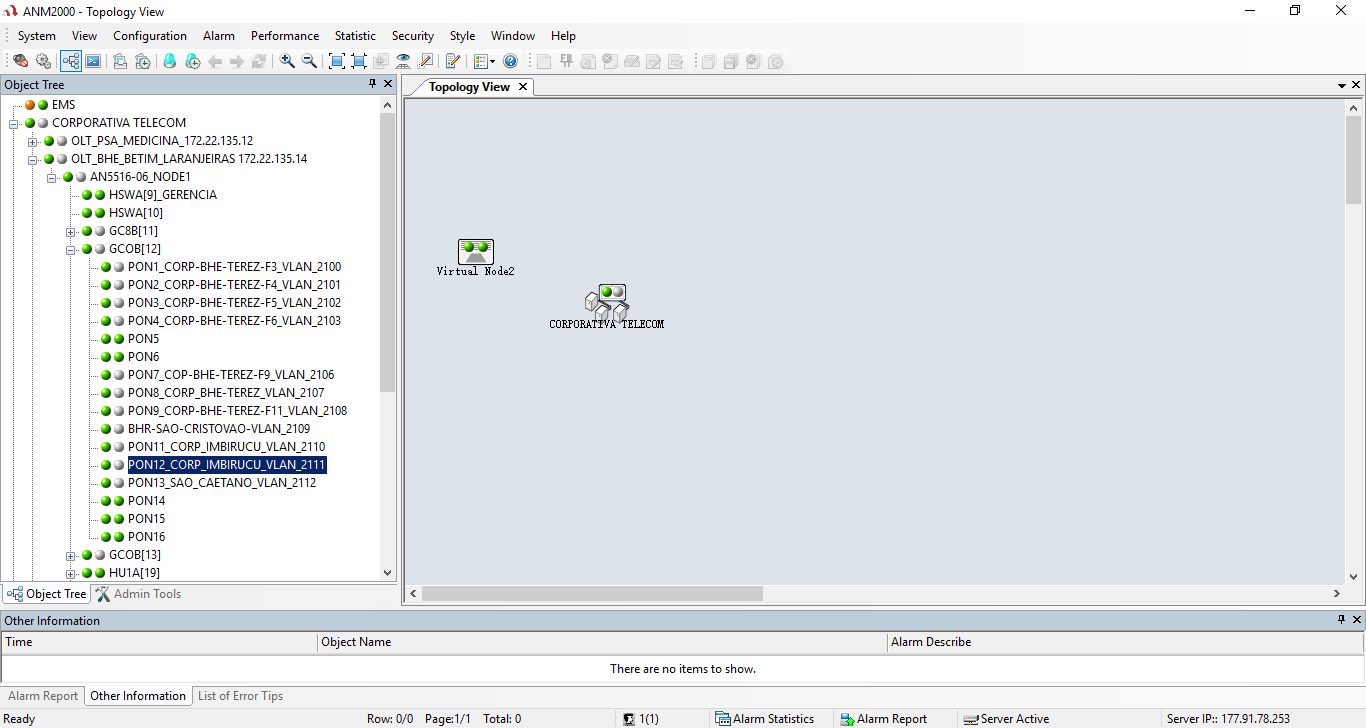 ANM2000 - Topology View
System View Configuration Alarm Performance Statistic Security Style Window Help
Object Tree
Topology View
EMS
CORPORATIVA TELECOM
OLT_PSA_MEDICINA_172.22.135.12
OLT_BHE_BETIM_LARANJEIRAS 172.22.135.14
AN5516-06_NODE1
HSWA[9]_GERENCIA
HSWA[10]
GC8B[11]
GCOB[12]
PON1_CORP-BHE-TEREZ-F3_VLAN_2100
PON2_CORP-BHE-TEREZ-F4_VLAN_2101
PON3_CORP-BHE-TEREZ-F5_VLAN_2102
PON4_CORP-BHE-TEREZ-F6_VLAN_2103
PON5
PON6
PON7_COP-BHE-TEREZ-F9_VLAN_2106
PON8_CORP_BHE-TEREZ_VLAN_2107
PON9_CORP-BHE-TEREZ-F11_VLAN_2108
BHR-SAO-CRISTOVAO-VLAN_2109
PON11_CORP_IMBIRUCU_VLAN_2110
PON12_CORP_IMBIRUCU_VLAN_2111
PON13_SAO_CAETANO_VLAN_2112
PON14
PON15
PON16
GCOB[13]
HU1A[19]
Object Tree Admin Tools
Virtual Node2
CORPORATIVA TELECOM
Other Information
Time Object Name Alarm Describe
There are no items to show.
Alarm Report Other Information List of Error Tips
Ready Row: 0/0 Page:1/1 Total: 0 1(1) Alarm Statistics Alarm Report Server Active Server IP:: 177.91.78.253